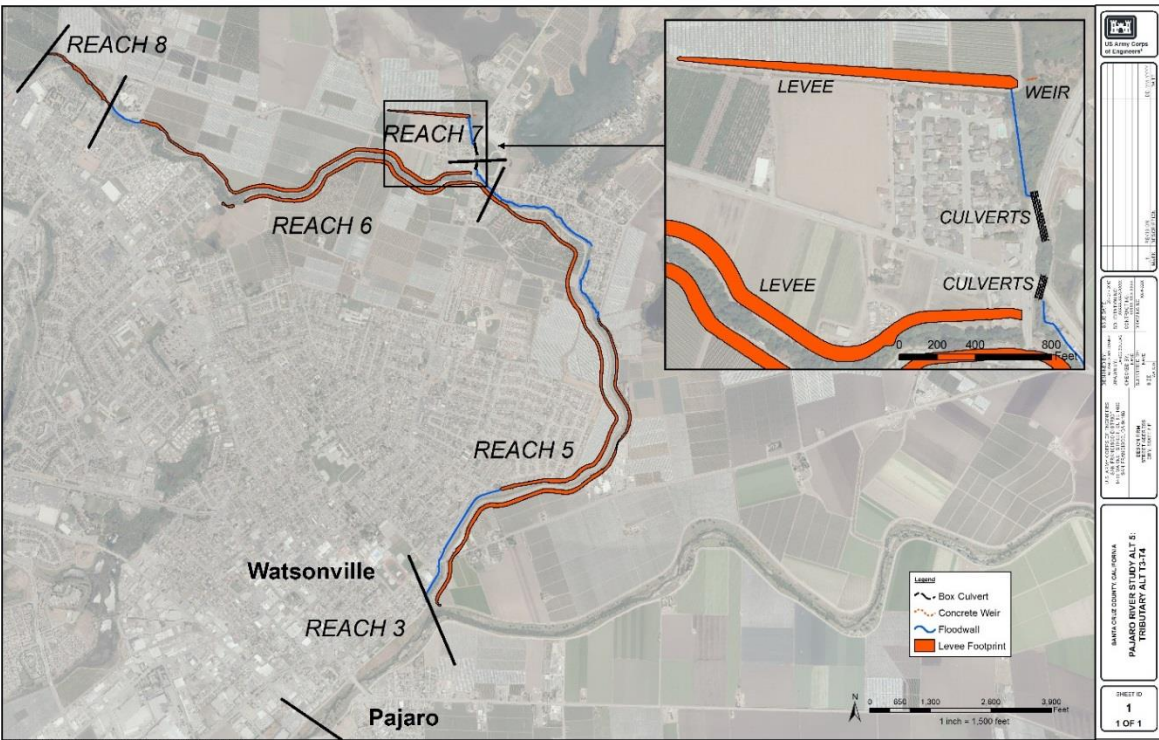 REACH 8
REACH 7
REACH 6
REACH 5
Watsonville
REACH 3
Pajaro
LEVEE
WEIR
CULVERTS
CULVERTS
LEVEE
0 200 400 800
Feet
Legend
Box Culvert
Concrete Weir
Floodwall
Levee Footprint
N
0 650 1,300 2,600 3,900
Feet
1 inch = 1,500 feet
US Army Corps
of Engineers
SANTA CRUZ COUNTY, CALIFORNIA
PAJARO RIVER STUDY ALT 5:
TRIBUTARY ALT T3-T4
SHEET ID
1
1 OF 1